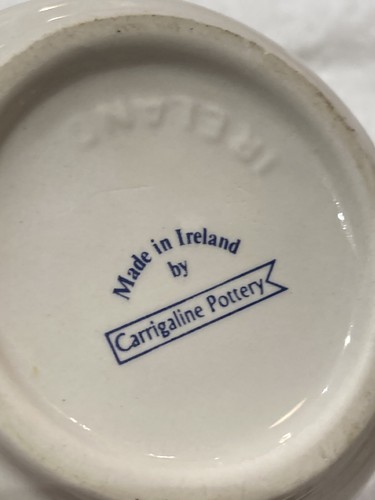 IRELAND
Made in Ireland
by
Carrigaline Pottery